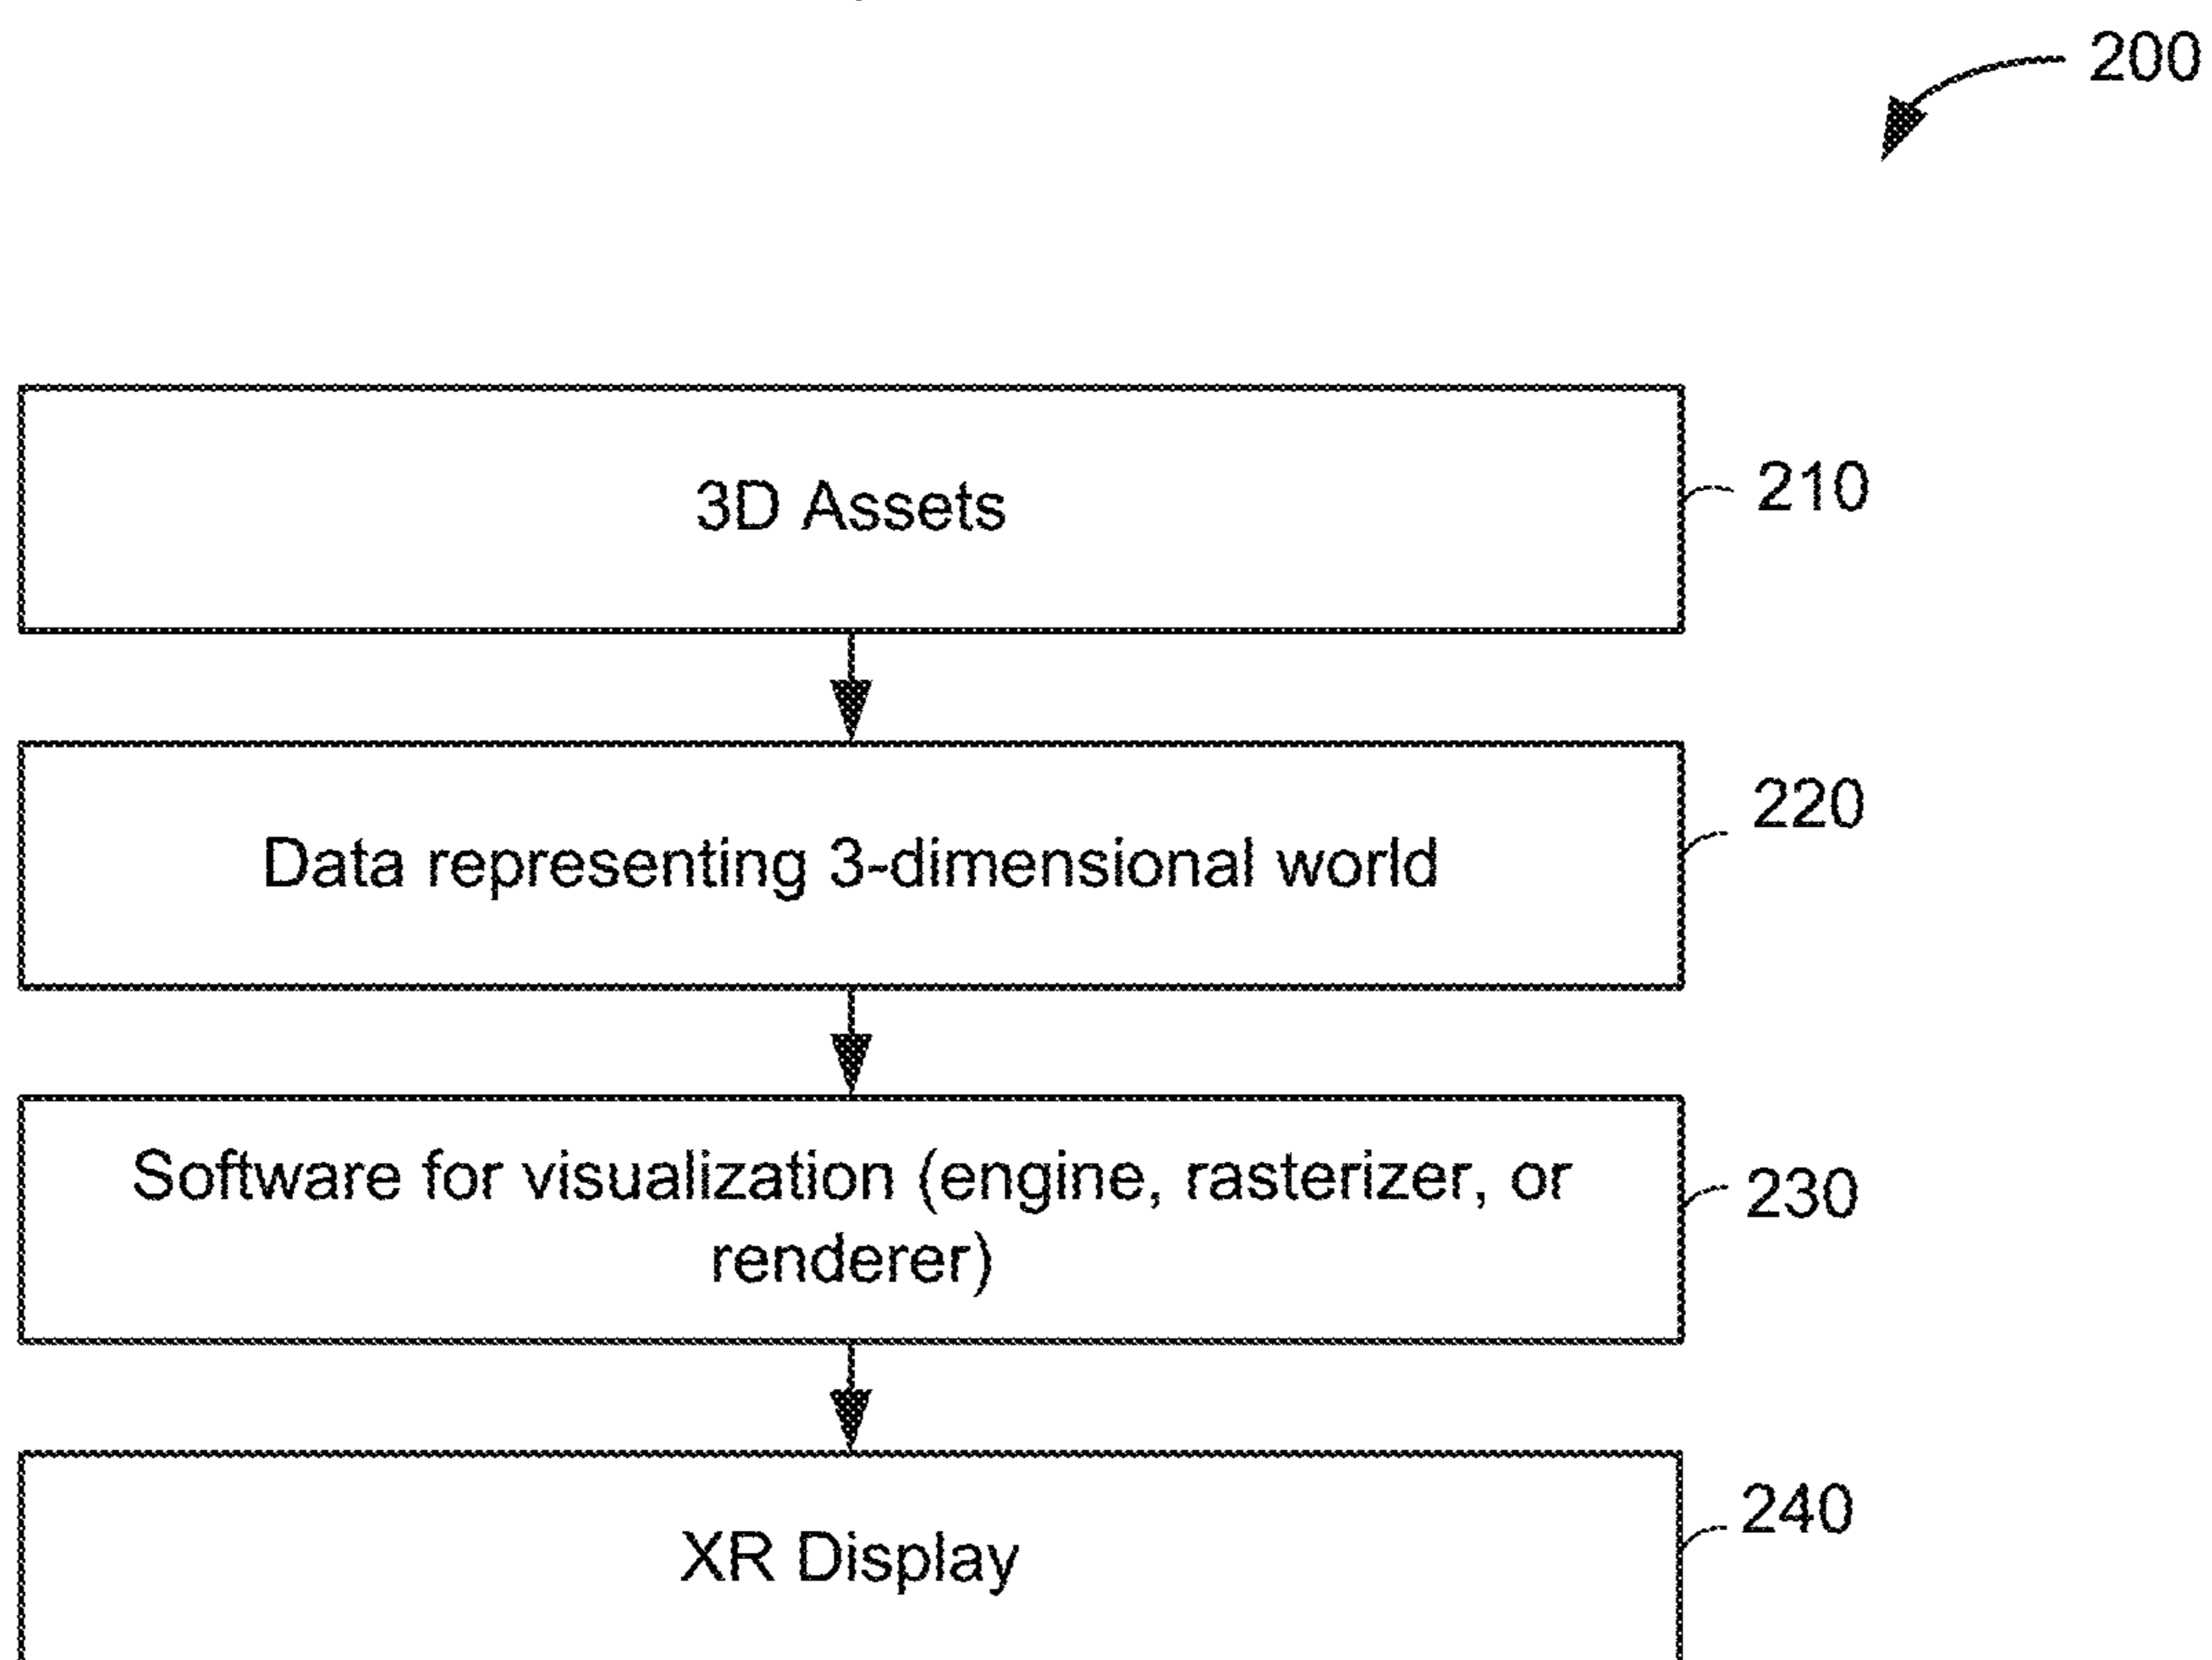 200
3D Assets
210
Data representing 3-dimensional world
220
Software for visualization (engine, rasterizer, or
renderer)
230
XR Display
240